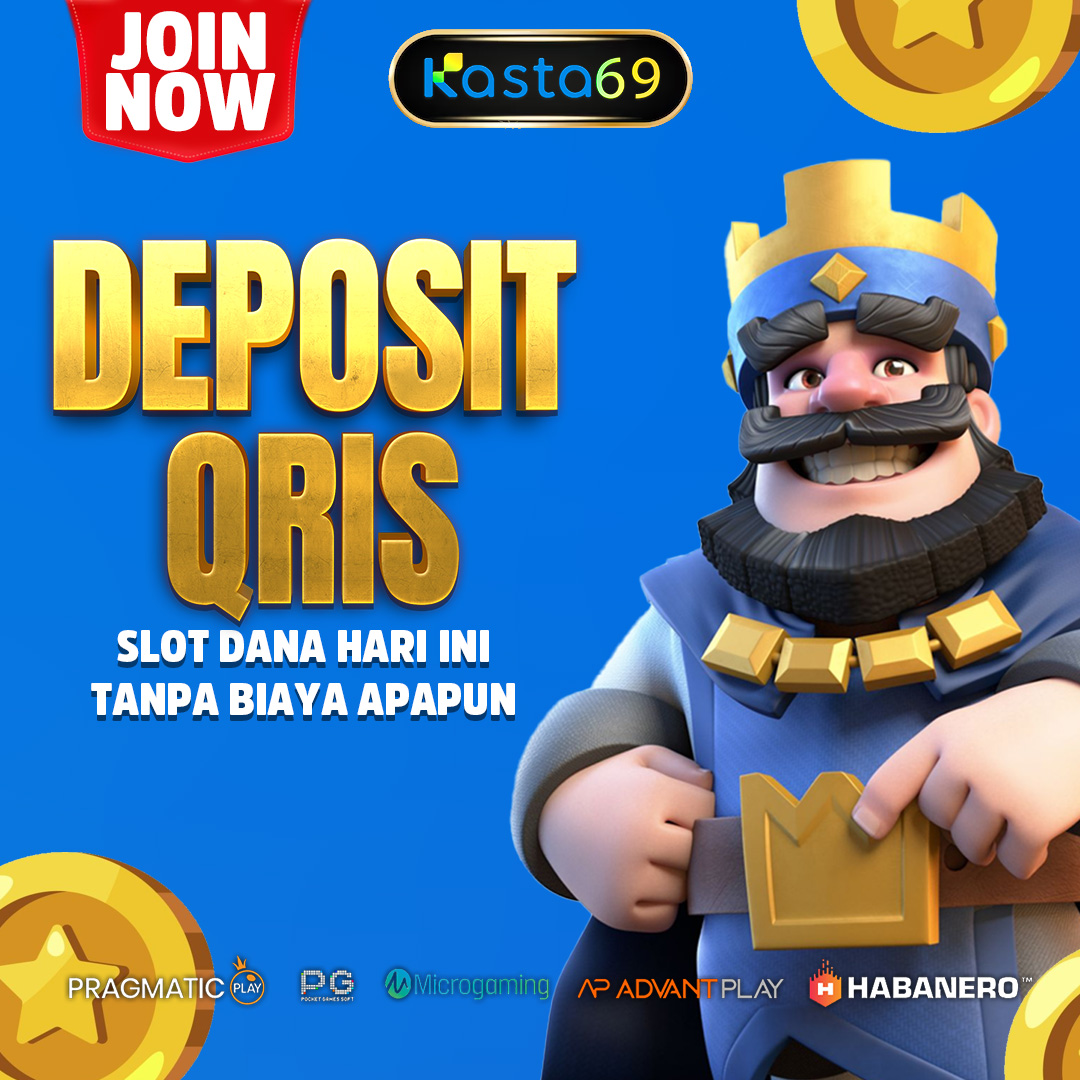 JOIN
NOW
Kasta69
DEPOSIT
QRIS
SLOT DANA HARI INI
TANPA BIAYA APAPUN
PRAGMATIC PLAY
PG
POCKET GAMES SOFT
Microgaming
AP ADVANTPLAY
H HABANERO™